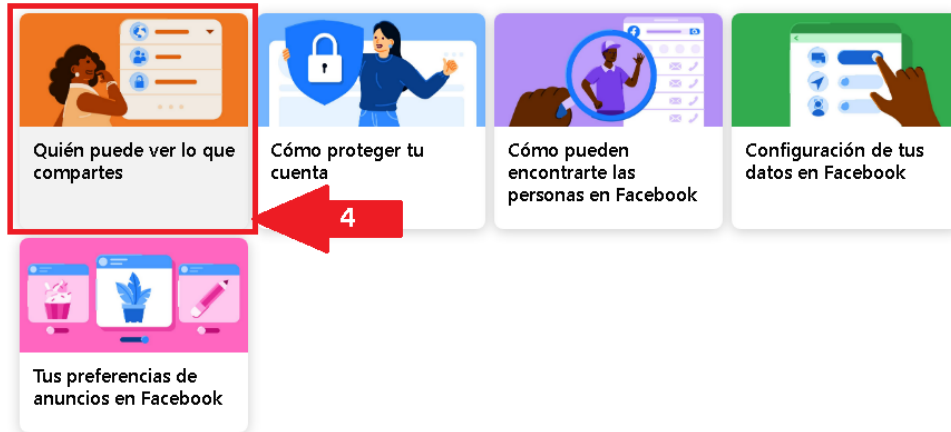 Quién puede ver lo que
compartes
Cómo proteger tu
cuenta
Cómo pueden
encontrarte las
personas en Facebook
Configuración de tus
datos en Facebook
4
Tus preferencias de
anuncios en Facebook